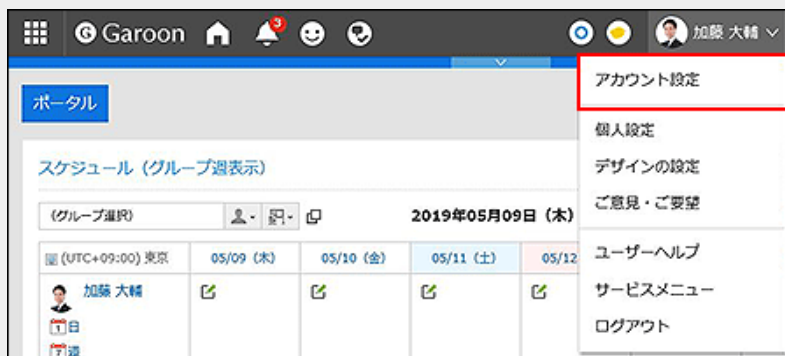 Garoon
3
加藤 大輔
アカウント設定
ポータル
個人設定
デザインの設定
ご意見・ご要望
ユーザーヘルプ
サービスメニュー
ログアウト
スケジュール（グループ週表示）
(グループ選択)
2019年05月09日（木）
(UTC+09:00) 東京
05/09（木）
05/10（金）
05/11（土）
05/12
加藤 大輔
1日
7週